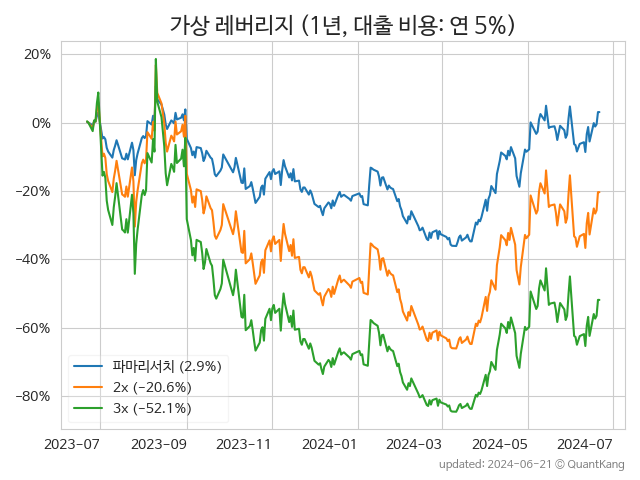 가상 레버리지 (1년, 대출 비용: 연 5%)
20%
0%
−20%
−40%
−60%
−80%
파마리서치 (2.9%)
2x (−20.6%)
3x (−52.1%)
2023-07 2023-09 2023-11 2024-01 2024-03 2024-05 2024-07
updated: 2024-06-21 © QuantKang